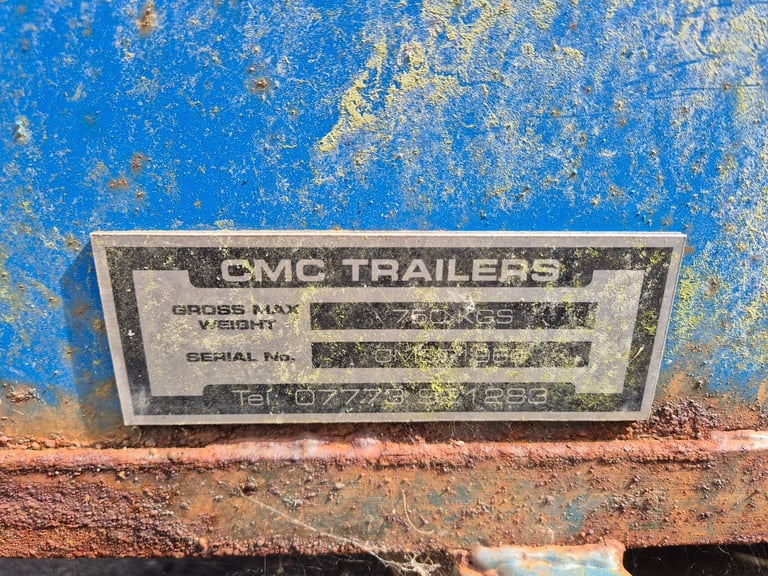 CMC TRAILERS
GROSS MAX
WEIGHT
750 KGS
SERIAL No.
Tel 07773